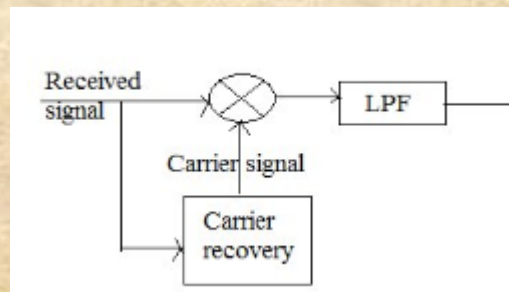 Received
signal
LPF
Carrier signal
Carrier
recovery